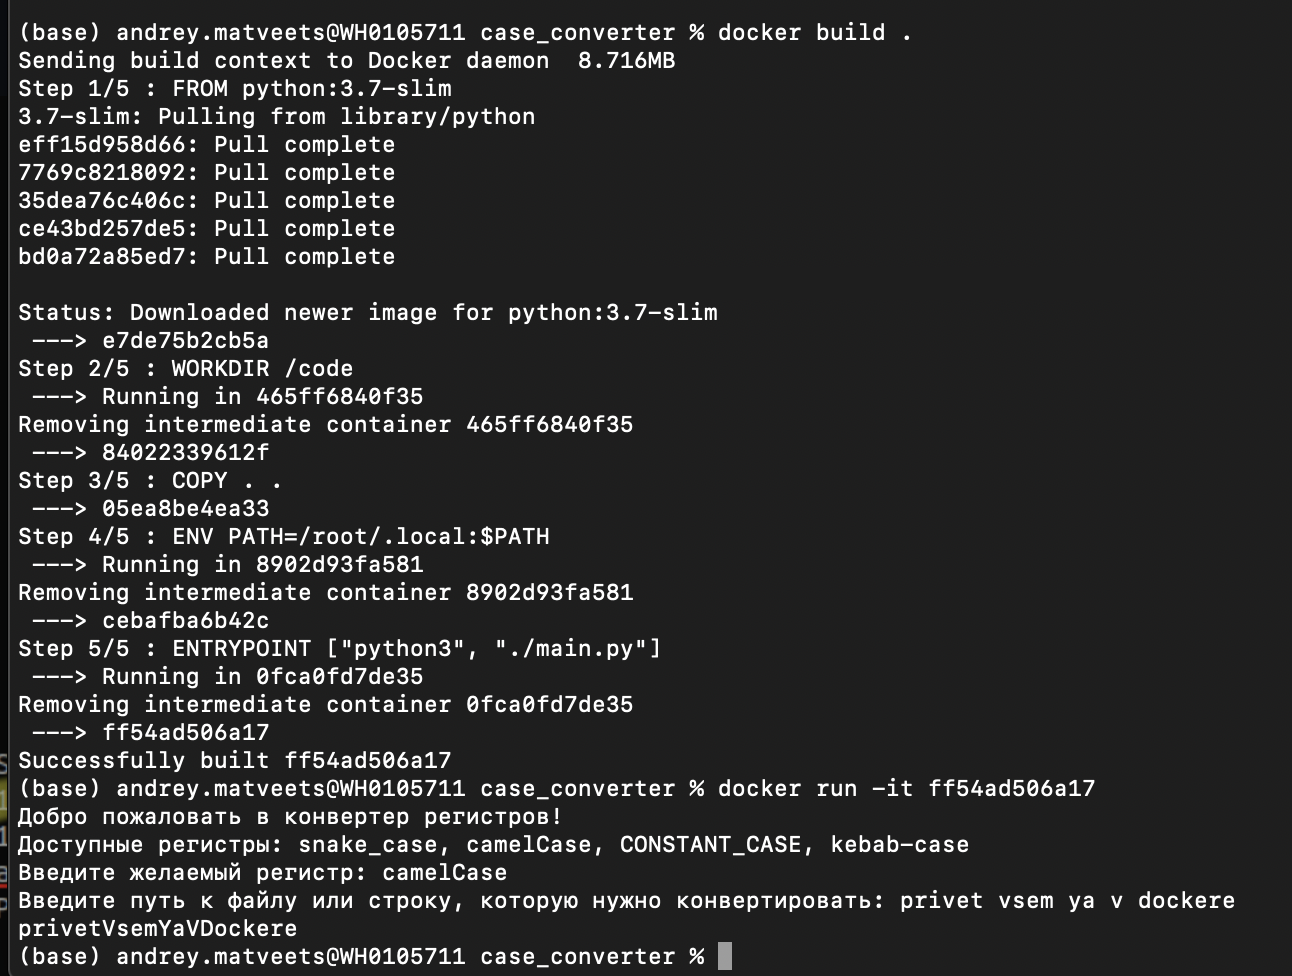 (base) andrey.matveets@WH0105711 case_converter % docker build .
Sending build context to Docker daemon  8.716MB
Step 1/5 : FROM python:3.7-slim
3.7-slim: Pulling from library/python
eff15d958d66: Pull complete
7769c8218092: Pull complete
35dea76c406c: Pull complete
ce43bd257de5: Pull complete
bd0a72a85ed7: Pull complete
Status: Downloaded newer image for python:3.7-slim
 ---> e7de75b2cb5a
Step 2/5 : WORKDIR /code
 ---> Running in 465ff6840f35
Removing intermediate container 465ff6840f35
 ---> 84022339612f
Step 3/5 : COPY . .
 ---> 05ea8be4ea33
Step 4/5 : ENV PATH=/root/.local:$PATH
 ---> Running in 8902d93fa581
Removing intermediate container 8902d93fa581
 ---> cebafba6b42c
Step 5/5 : ENTRYPOINT ["python3", "./main.py"]
 ---> Running in 0fca0fd7de35
Removing intermediate container 0fca0fd7de35
 ---> ff54ad506a17
Successfully built ff54ad506a17
(base) andrey.matveets@WH0105711 case_converter % docker run -it ff54ad506a17
Добро пожаловать в конвертер регистров!
Доступные регистры: snake_case, camelCase, CONSTANT_CASE, kebab-case
Введите желаемый регистр: camelCase
Введите путь к файлу или строку, которую нужно конвертировать: privet vsem ya v dockere
privetVsemYaVDockere
(base) andrey.matveets@WH0105711 case_converter %